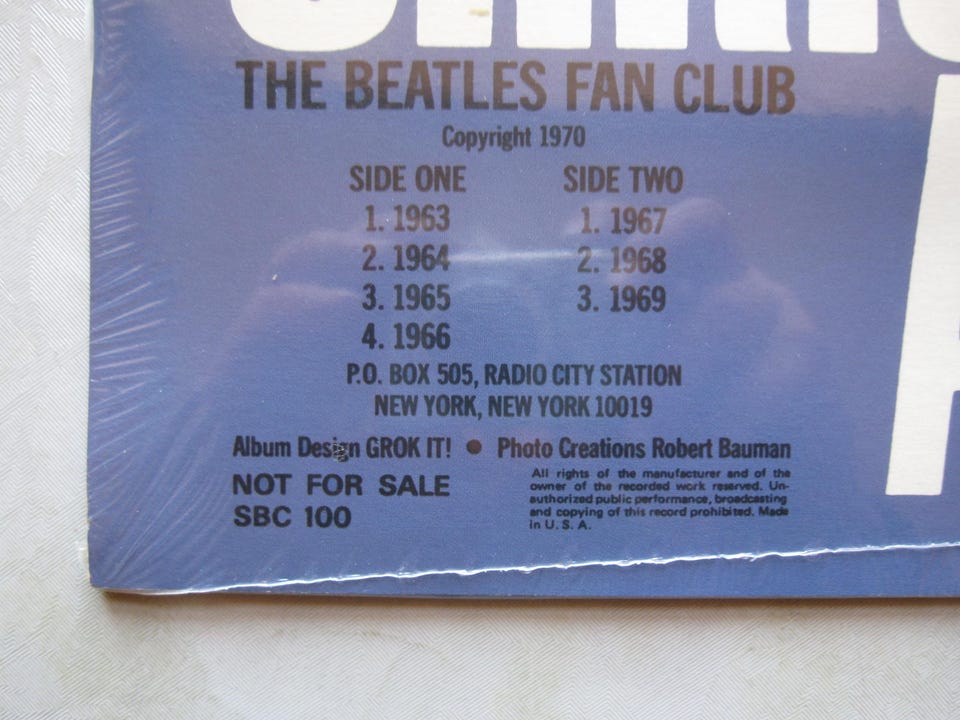 THE BEATLES FAN CLUB
Copyright 1970
SIDE ONE SIDE TWO
1. 1963 1. 1967
2. 1964 2. 1968
3. 1965 3. 1969
4. 1966
P.O. BOX 505, RADIO CITY STATION
NEW YORK, NEW YORK 10019
Album Design GROK IT! ● Photo Creations Robert Bauman
NOT FOR SALE
SBC 100
All rights of the manufacturer and of the
owner of the recorded work reserved. Un-
authorized public performance, broadcasting
and copying of this record prohibited. Made
in U. S. A.